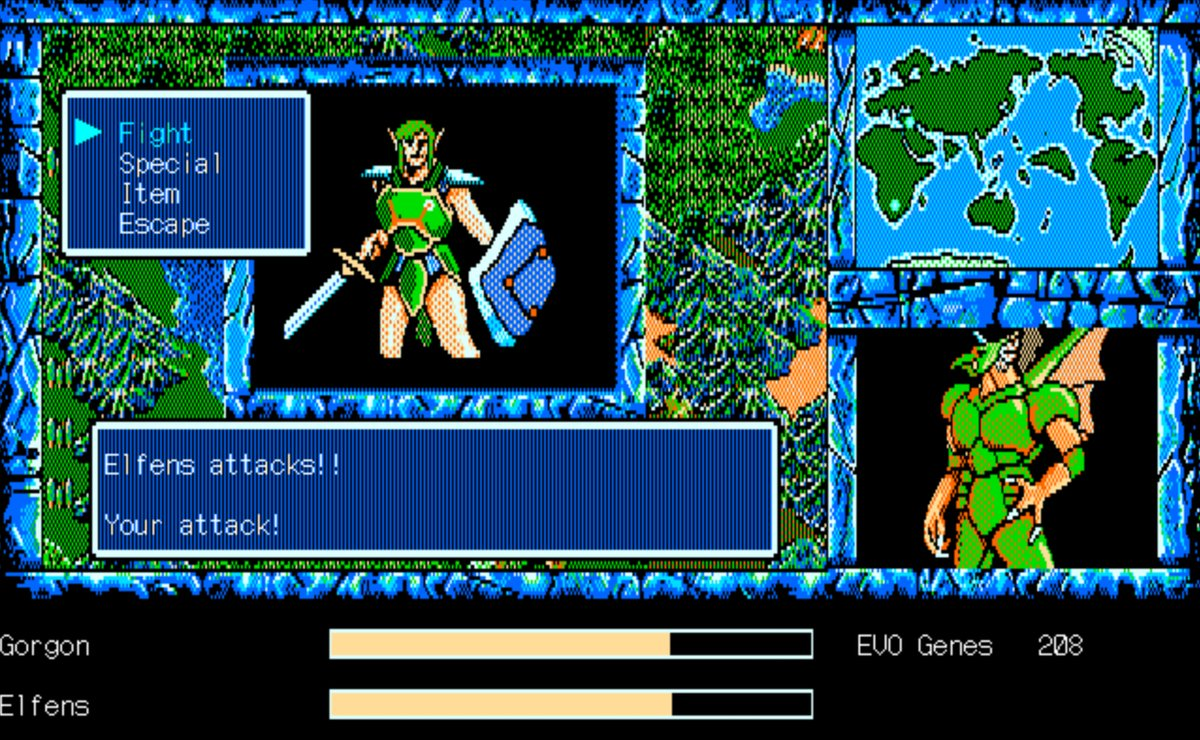 Fight
Special
Item
Escape
Elfens attacks!!
Your attack!
Gorgon
EVO Genes 208
Elfens